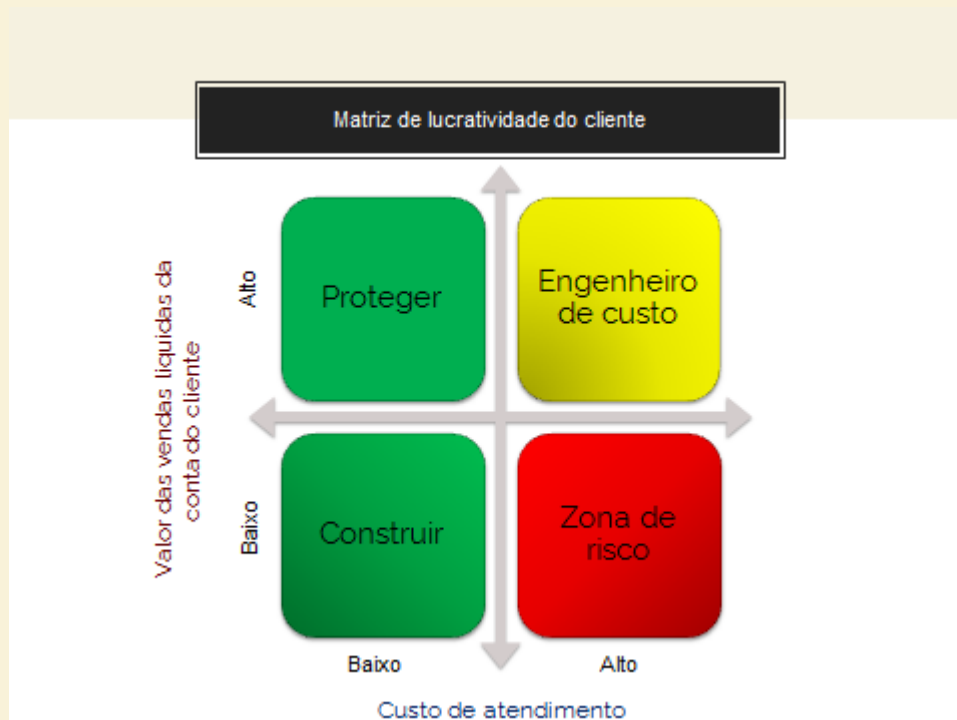 Matriz de lucratividade do cliente
Valor das vendas liquidas da
conta do cliente
Alto
Proteger
Engenheiro
de custo
Baixo
Construir
Zona de
risco
Baixo
Alto
Custo de atendimento